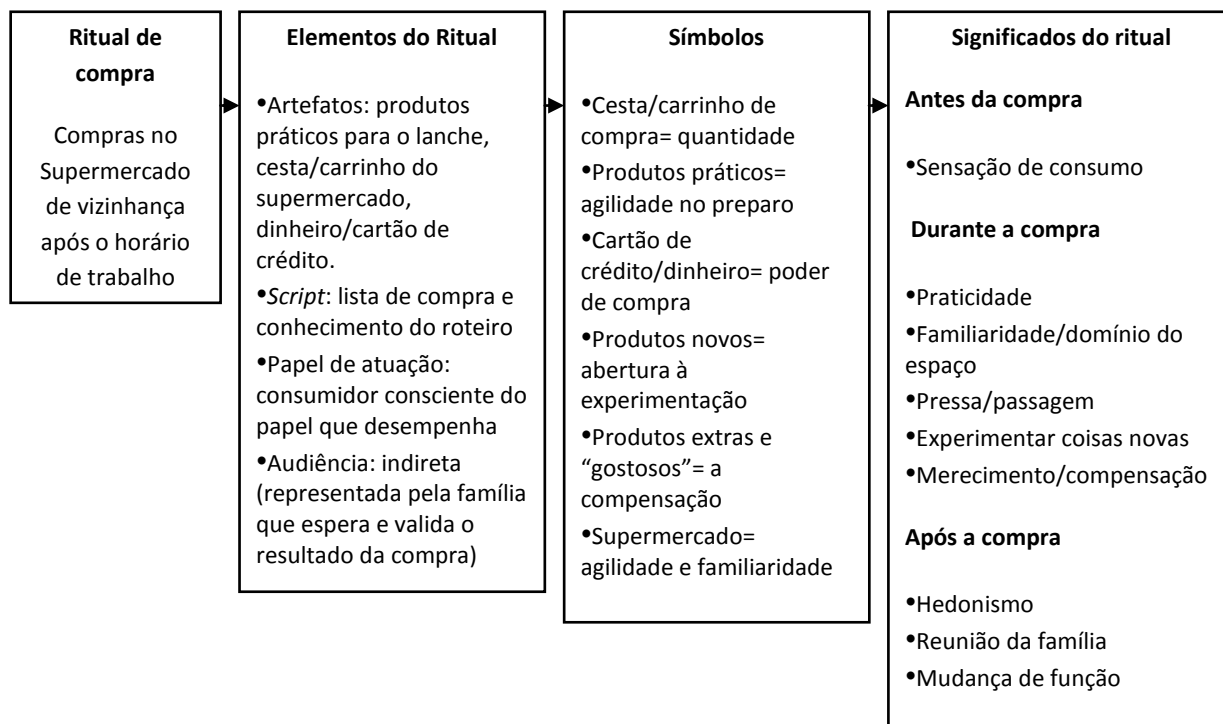 Ritual de
compra
Compras no
Supermercado
de vizinhança
após o horário
de trabalho
Elementos do Ritual
•Artefatos: produtos
práticos para o lanche,
cesta/carrinho do
supermercado,
dinheiro/cartão de
crédito.
•Script: lista de compra e
conhecimento do roteiro
•Papel de atuação:
consumidor consciente do
papel que desempenha
•Audiência: indireta
(representada pela família
que espera e valida o
resultado da compra)
Símbolos
•Cesta/carrinho de
compra= quantidade
•Produtos práticos=
agilidade no preparo
•Cartão de
crédito/dinheiro= poder
de compra
•Produtos novos=
abertura à
experimentação
•Produtos extras e
“gostosos”= a
compensação
•Supermercado=
agilidade e familiaridade
Significados do ritual
Antes da compra
•Sensação de consumo
Durante a compra
•Praticidade
•Familiaridade/domínio do
espaço
•Pressa/passagem
•Experimentar coisas novas
•Merecimento/compensação
Após a compra
•Hedonismo
•Reunião da família
•Mudança de função